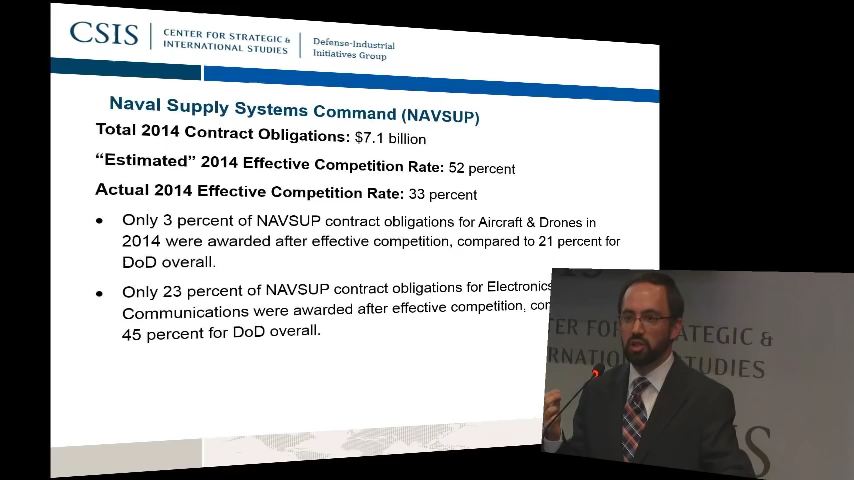 CSIS
CENTER FOR STRATEGIC &
INTERNATIONAL STUDIES
Defense-Industrial
Initiatives Group
Naval Supply Systems Command (NAVSUP)
Total 2014 Contract Obligations: $7.1 billion
“Estimated” 2014 Effective Competition Rate: 52 percent
Actual 2014 Effective Competition Rate: 33 percent
• Only 3 percent of NAVSUP contract obligations for Aircraft & Drones in
2014 were awarded after effective competition, compared to 21 percent for
DoD overall.
• Only 23 percent of NAVSUP contract obligations for Electronics
Communications were awarded after effective competition,
45 percent for DoD overall.
TER FOR STRATEGIC &
STUDIES